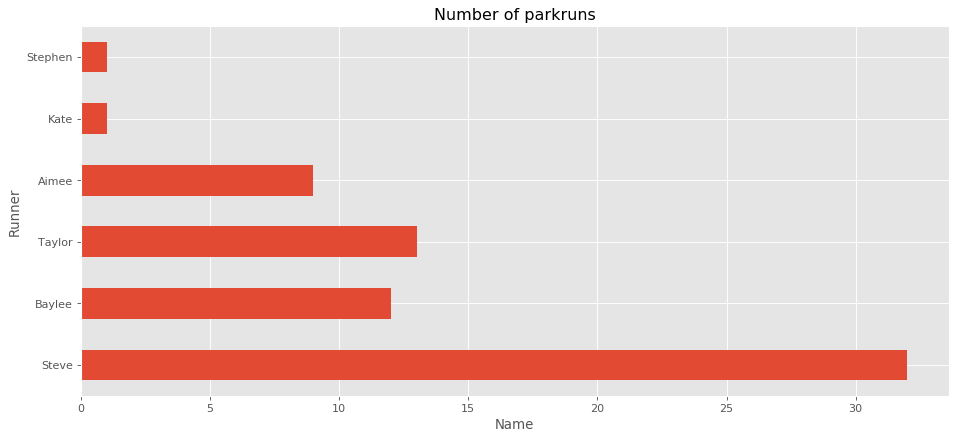 Number of parkruns
Runner
Stephen
Kate
Aimee
Taylor
Baylee
Steve
0 5 10 15 20 25 30
Name